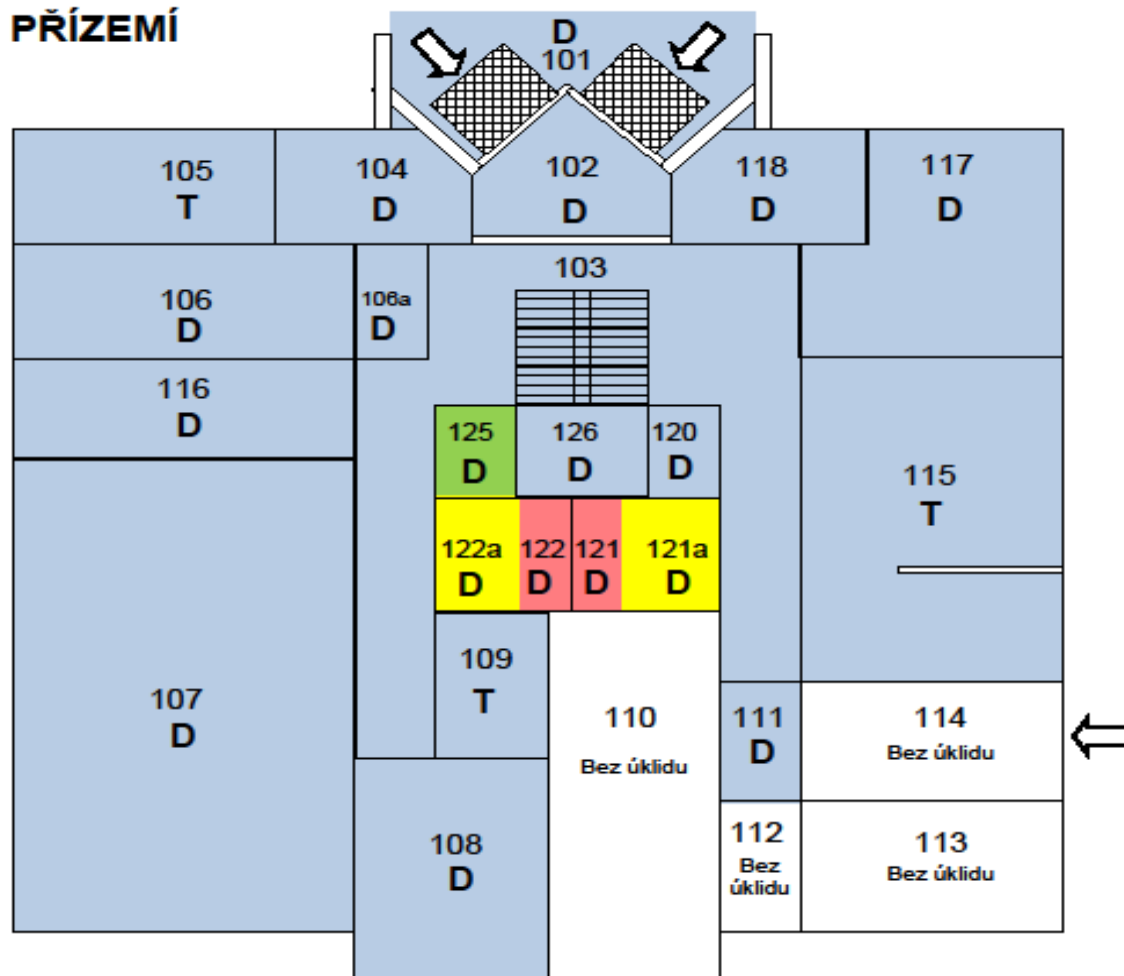 PŘÍZEMÍ
D
101
105
T
104
D
102
D
118
D
117
D
103
106
D
106a
D
116
D
125
D
126
D
120
D
115
T
122a
D
122
D
121
D
121a
D
109
T
107
D
110
Bez úklidu
111
D
114
Bez úklidu
108
D
112
Bez
úklidu
113
Bez úklidu